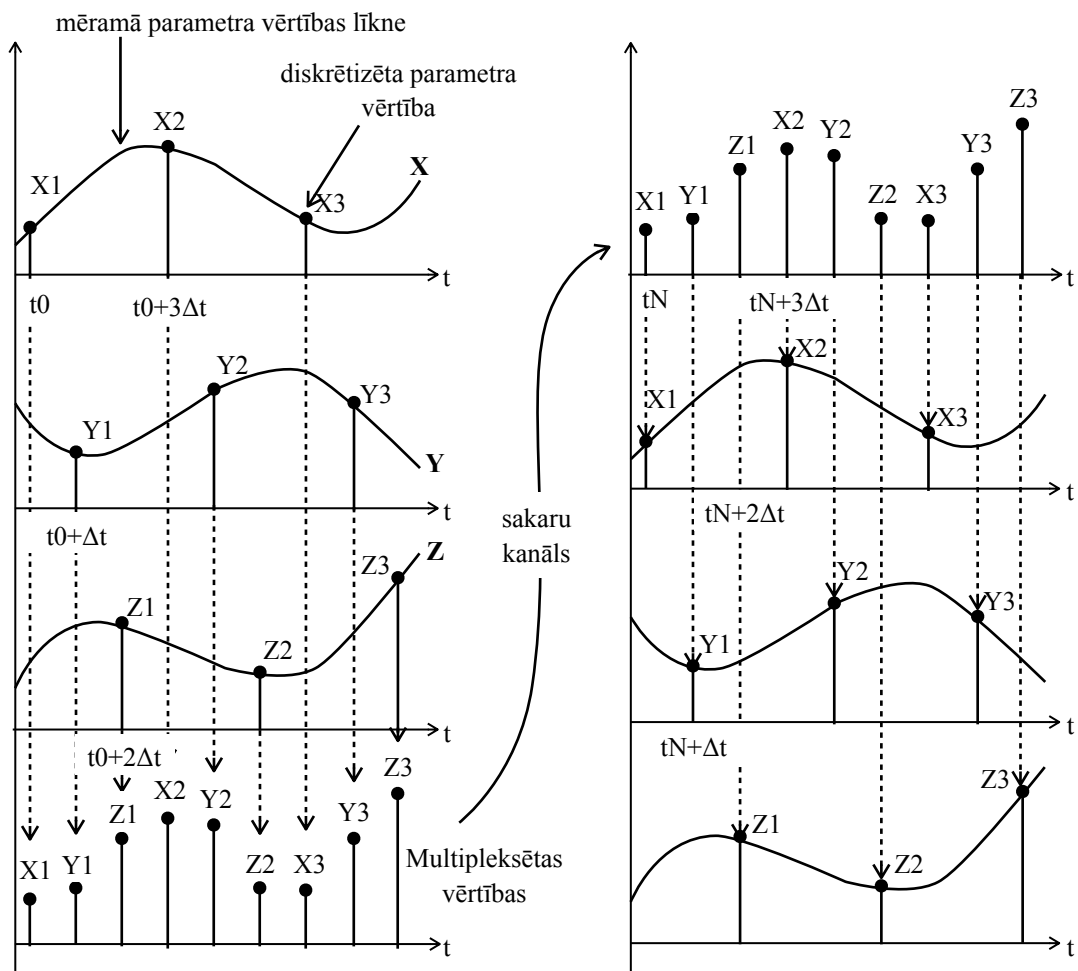 mēramā parametra vērtības līkne
diskrētizēta parametra
vērtība
X1
X2
X3
X
t
t0
t0+3Δt
Y1
Y2
Y3
Y
t
t0+Δt
Z1
Z2
Z3
Z
t
t0+2Δt
X1
Y1
Z1
X2
Y2
Z2
X3
Y3
Z3
t
Multipleksētas
vērtības
sakaru
kanāls
X1
Y1
Z1
X2
Y2
Z2
X3
Y3
Z3
t
tN
tN+3Δt
X1
X2
X3
t
tN+2Δt
Y1
Y2
Y3
t
tN+Δt
Z1
Z2
Z3
t